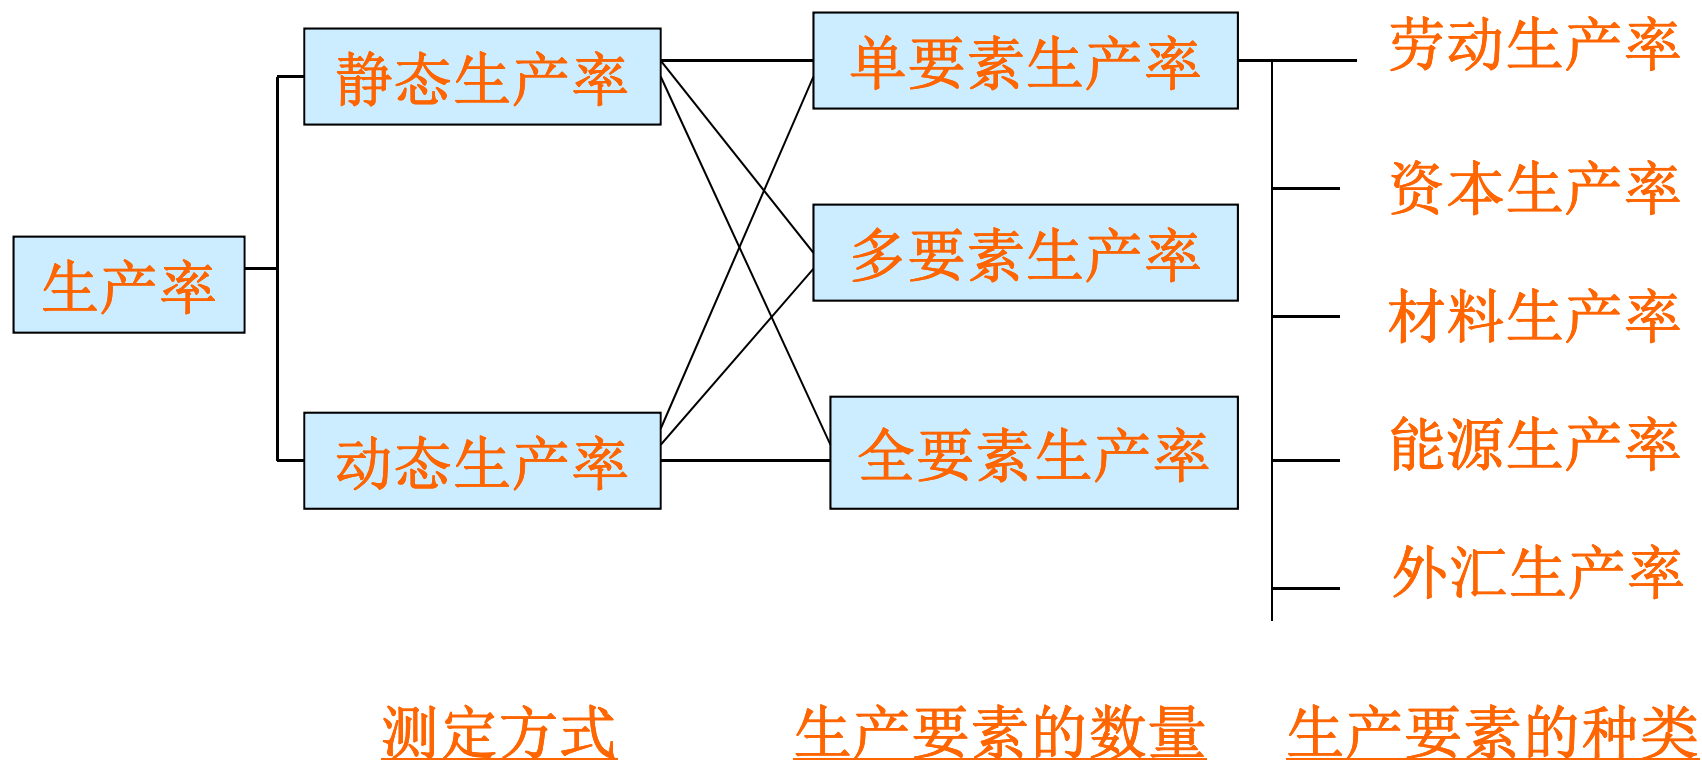 生产率
静态生产率
动态生产率
单要素生产率
多要素生产率
全要素生产率
劳动生产率
资本生产率
材料生产率
能源生产率
外汇生产率
测定方式
生产要素的数量
生产要素的种类